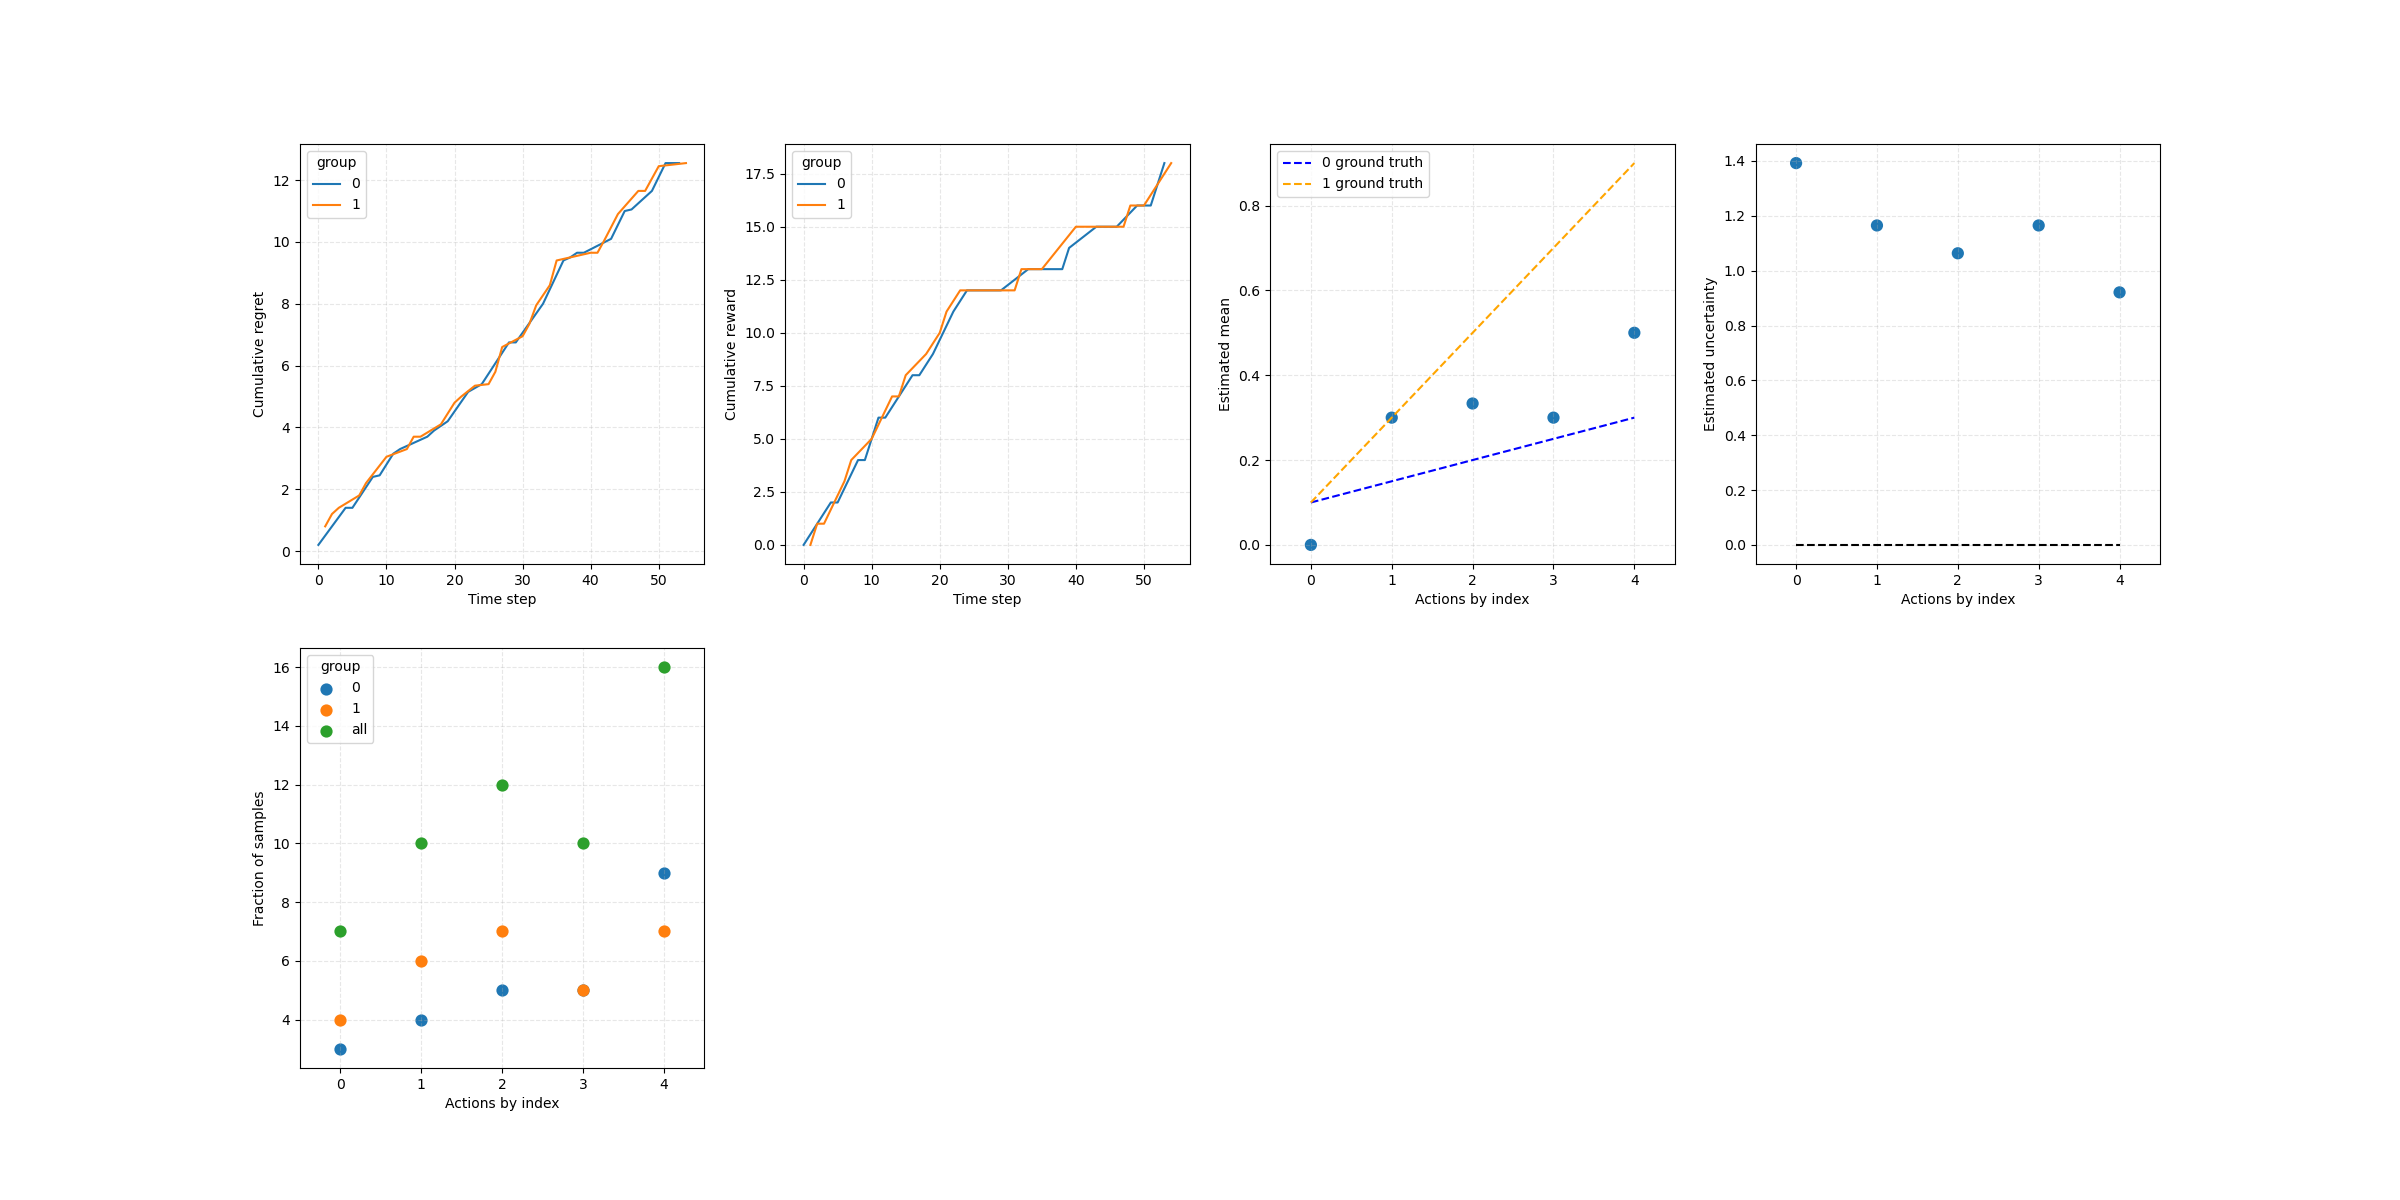 group
0
1
12
10
8
6
4
2
0
Cumulative regret
0 10 20 30 40 50
Time step
group
0
1
17.5
15.0
12.5
10.0
7.5
5.0
2.5
0.0
Cumulative reward
0 10 20 30 40 50
Time step
0 ground truth
1 ground truth
0.8
0.6
0.4
0.2
0.0
Estimated mean
0 1 2 3 4
Actions by index
1.4
1.2
1.0
0.8
0.6
0.4
0.2
0.0
Estimated uncertainty
0 1 2 3 4
Actions by index
group
0
1
all
16
14
12
10
8
6
4
Fraction of samples
0 1 2 3 4
Actions by index